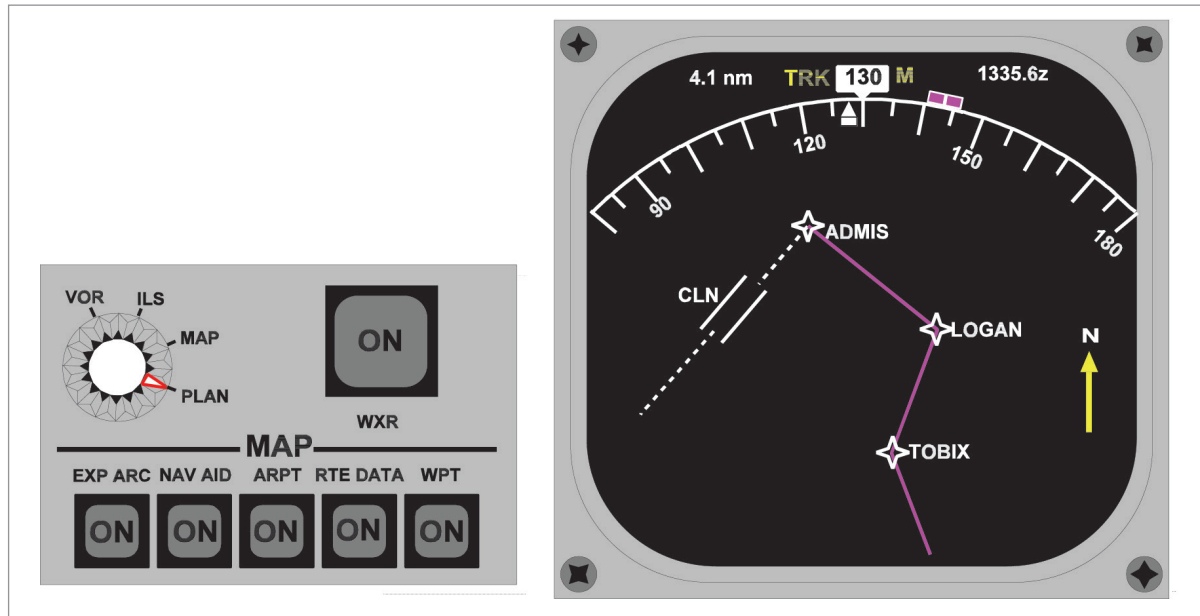 VOR ILS
MAP
PLAN
ON
WXR
MAP
EXP ARC NAV AID ARPT RTE DATA WPT
ON ON ON ON ON
4.1 nm TRK 130 M 1335.6z
90 120 150 180
ADMIS
CLN
LOGAN
N
TOBIX